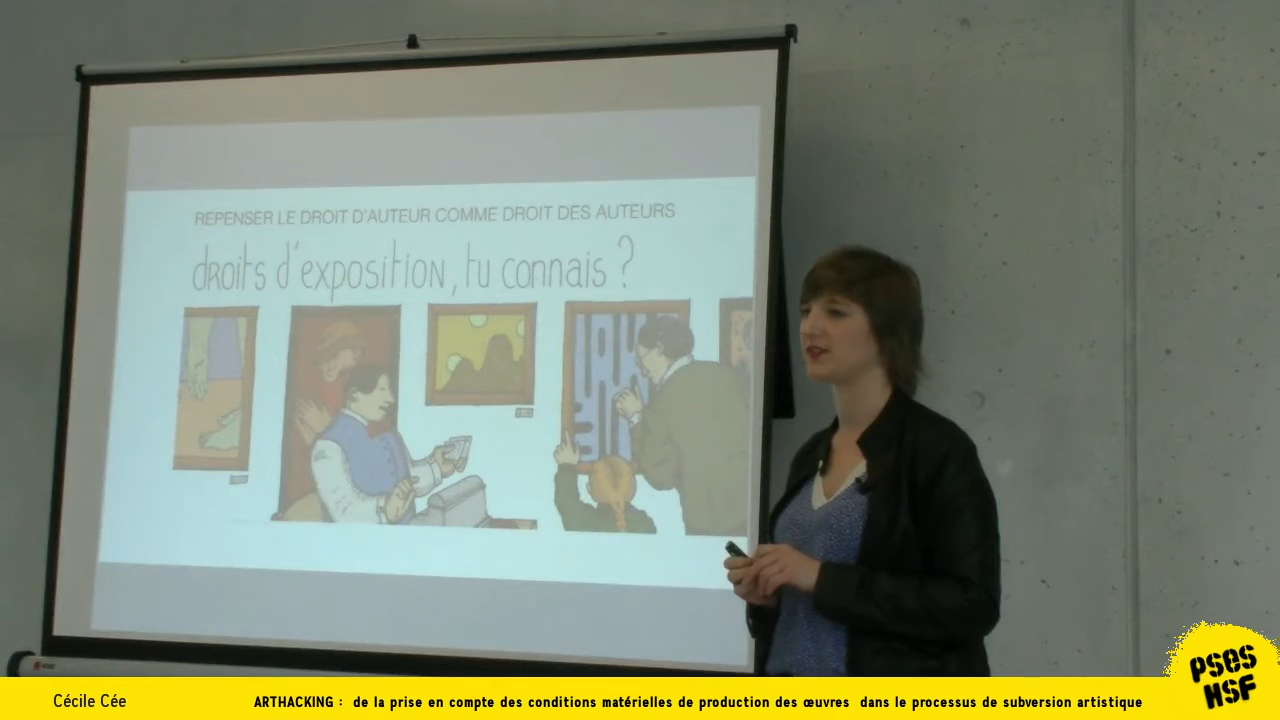 REPENSER LE DROIT D'AUTEUR COMME DROIT DES AUTEURS
droits d'exposition, tu connais ?
Cécile Cée
ARTHACKING : de la prise en compte des conditions matérielles de production des œuvres dans le processus de subversion artistique
PSES
HSF